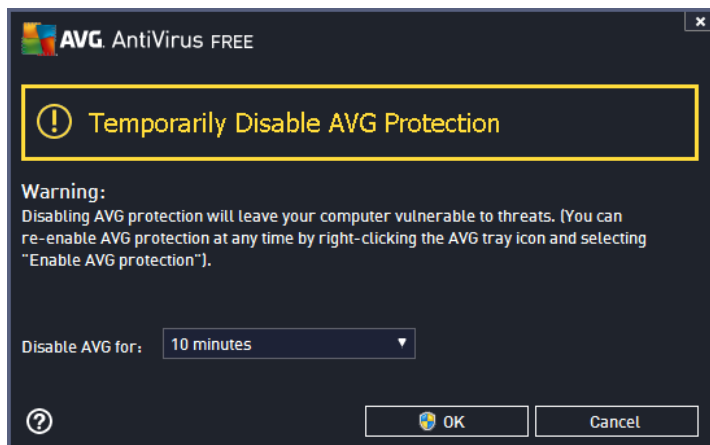 AVG. AntiVirus FREE
Temporarily Disable AVG Protection
Warning:
Disabling AVG protection will leave your computer vulnerable to threats. (You can
re-enable AVG protection at any time by right-clicking the AVG tray icon and selecting
"Enable AVG protection").
Disable AVG for: 10 minutes
OK Cancel